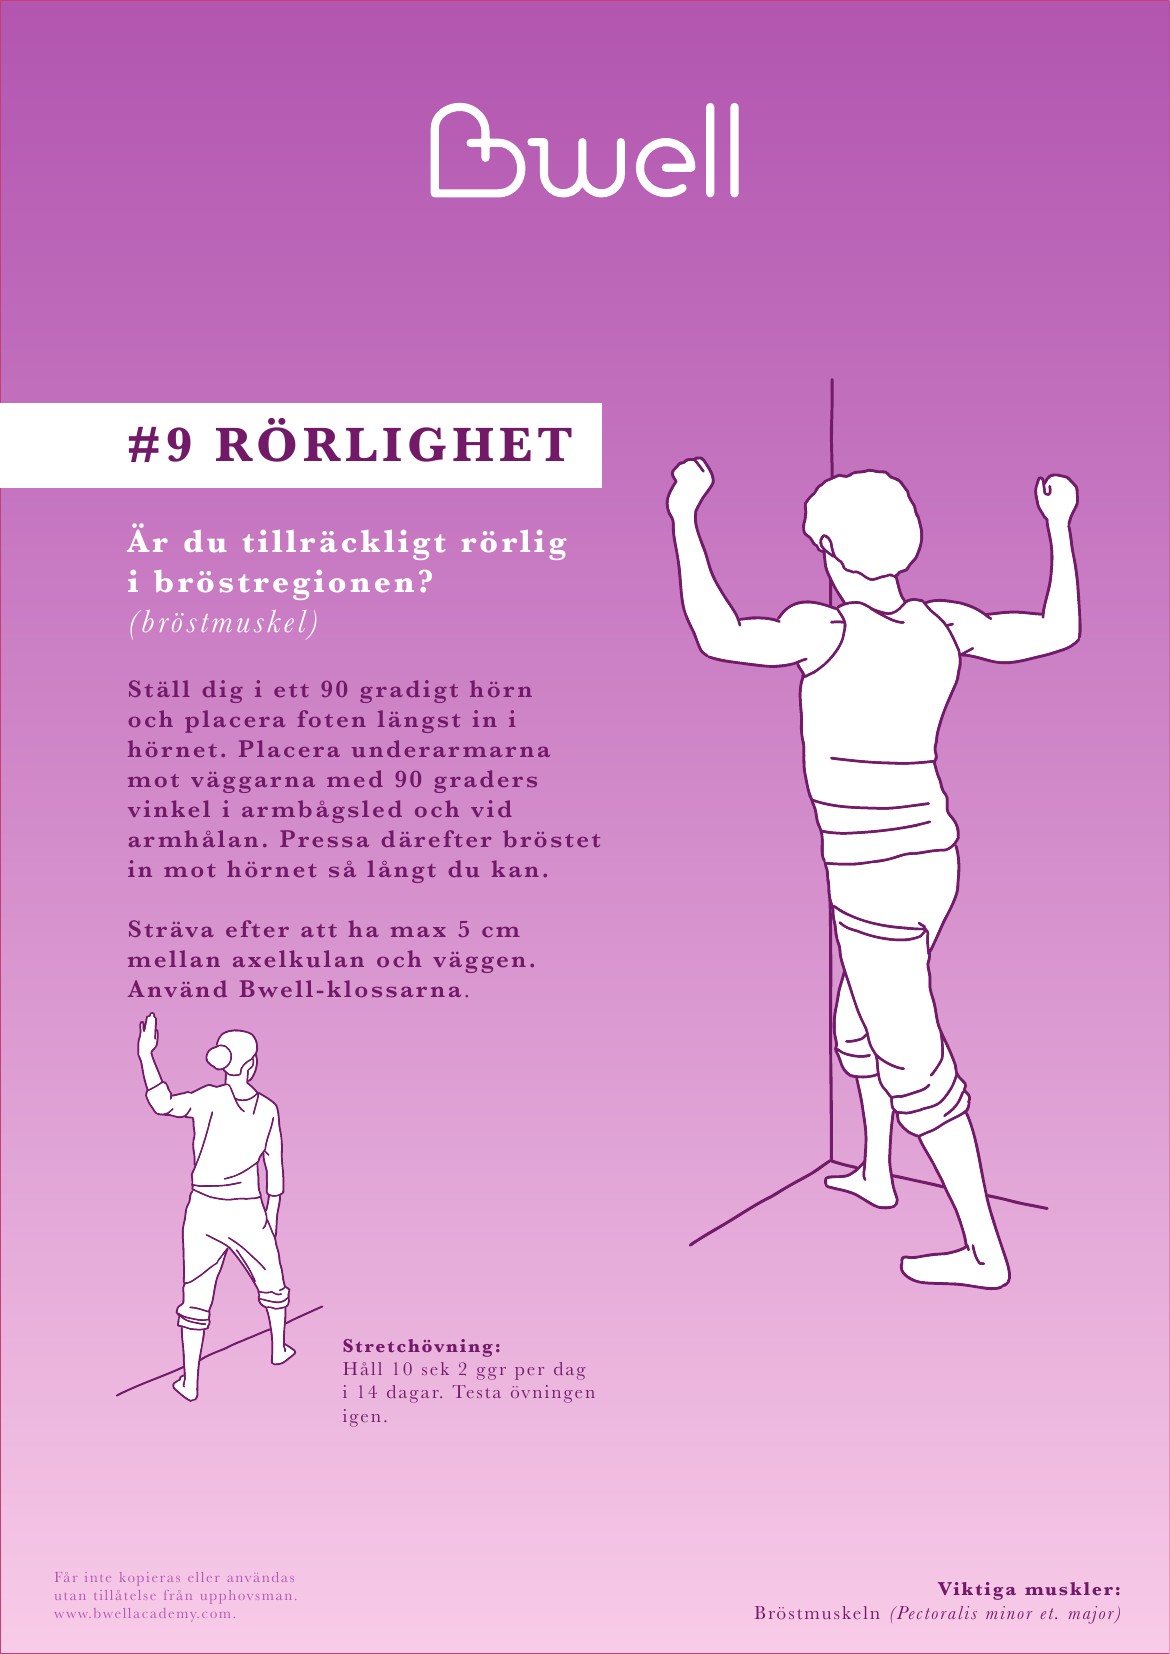 Bwell
#9 RÖRLIGHET
Är du tillräckligt rörlig
i bröstregionen?
(bröstmuskel)
Ställ dig i ett 90 gradigt hörn
och placera foten längst in i
hörnet. Placera underarmarna
mot väggarna med 90 graders
vinkel i armbågsled och vid
armhålan. Pressa därefter bröstet
in mot hörnet så långt du kan.
Sträva efter att ha max 5 cm
mellan axelkulan och väggen.
Använd Bwell-klossarna.
Stretchövning:
Håll 10 sek 2 ggr per dag
i 14 dagar. Testa övningen
igen.
Får inte kopieras eller användas
utan tillåtelse från upphovsman.
www.bwellacademy.com.
Viktiga muskler:
Bröstmuskeln (Pectoralis minor et. major)